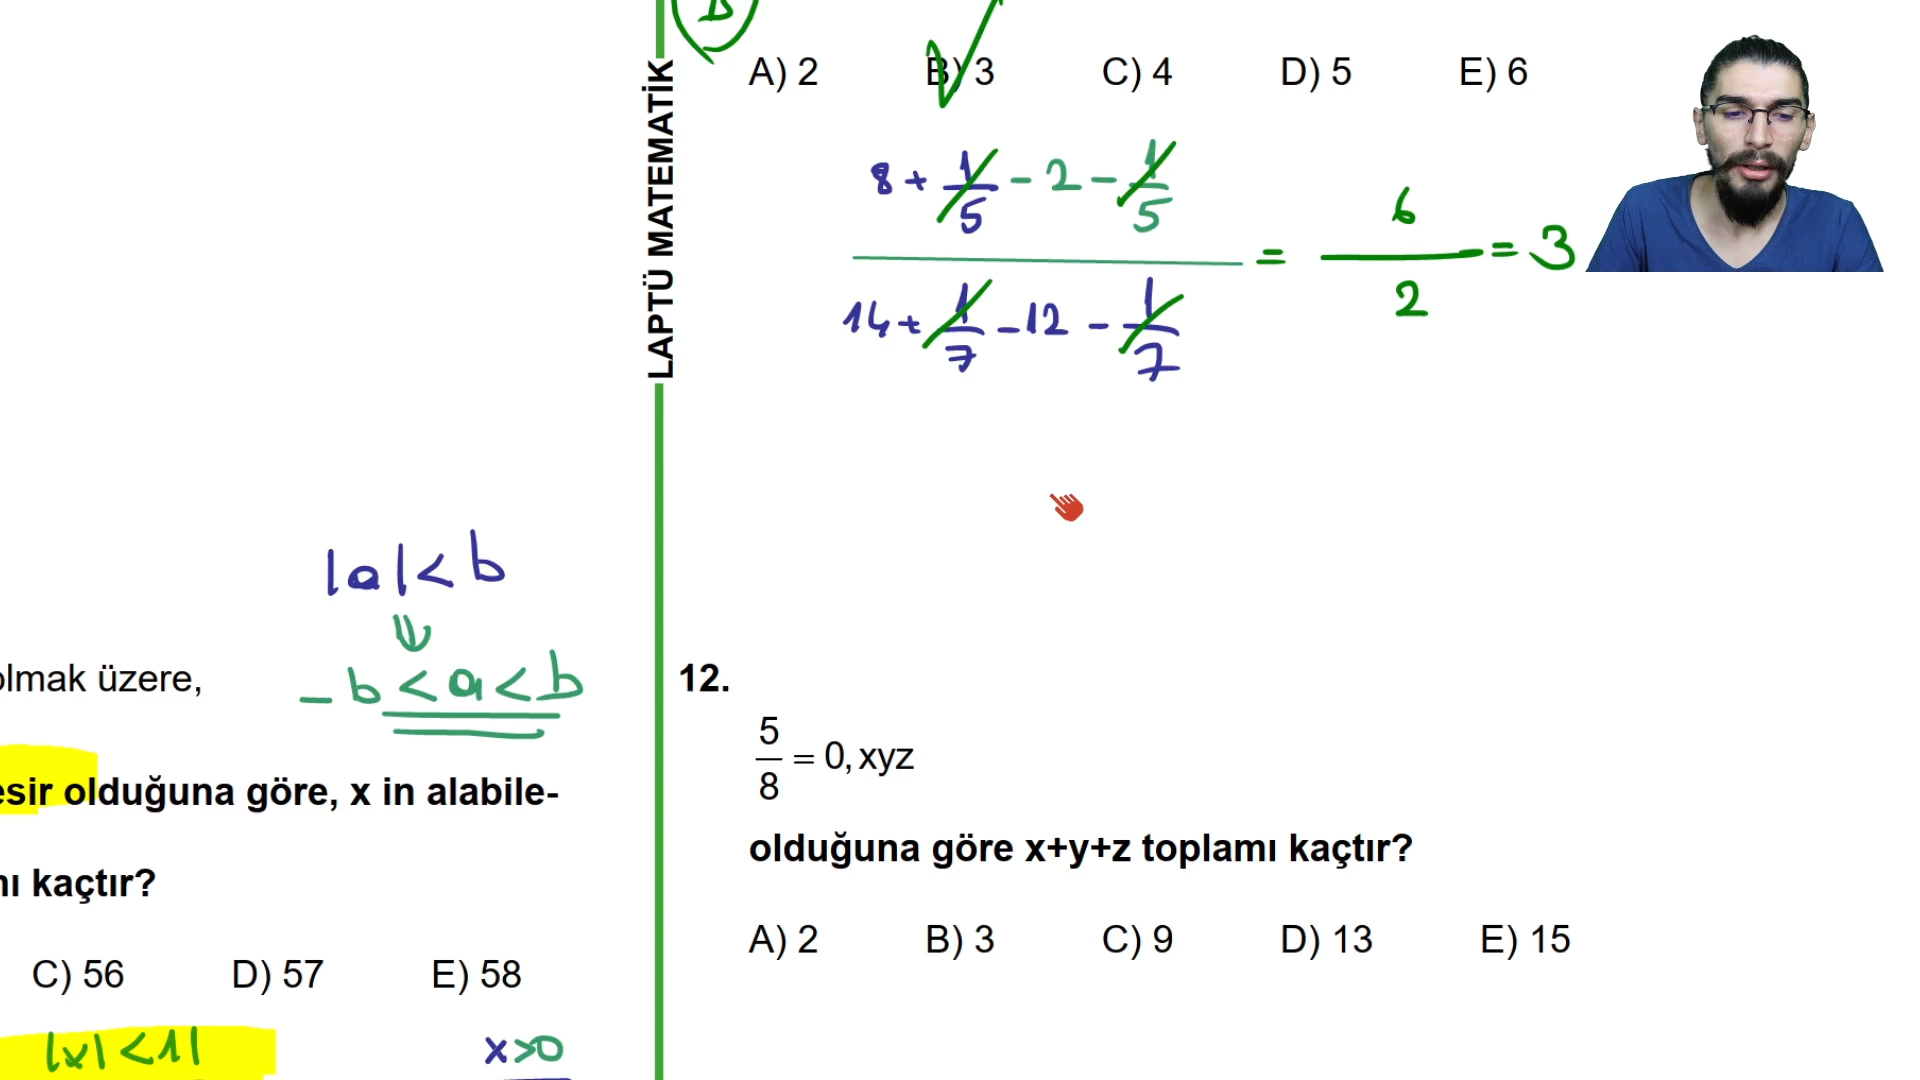 |a|<b
⇓
-b<a<b
olmak üzere,
olduğuna göre, x in alabile-
kaçtır?
C) 56 D) 57 E) 58
|x|<11
x>0
LAPTÜ MATEMATİK
A) 2 B) 3 C) 4 D) 5 E) 6
8 + 1/5 - 2 - 1/5
14 + 1/7 - 12 - 1/7
= 6/2 = 3
12.
5/8 = 0,xyz
olduğuna göre x+y+z toplamı kaçtır?
A) 2 B) 3 C) 9 D) 13 E) 15